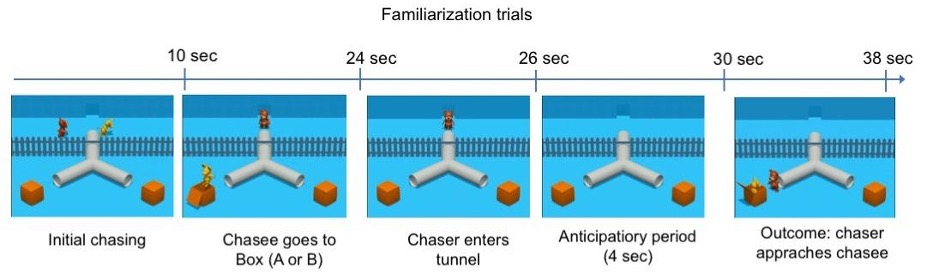 Familiarization trials
10 sec
24 sec
26 sec
30 sec
38 sec
Initial chasing
Chasee goes to
Box (A or B)
Chaser enters
tunnel
Anticipatiory period
(4 sec)
Outcome: chaser
appraches chasee